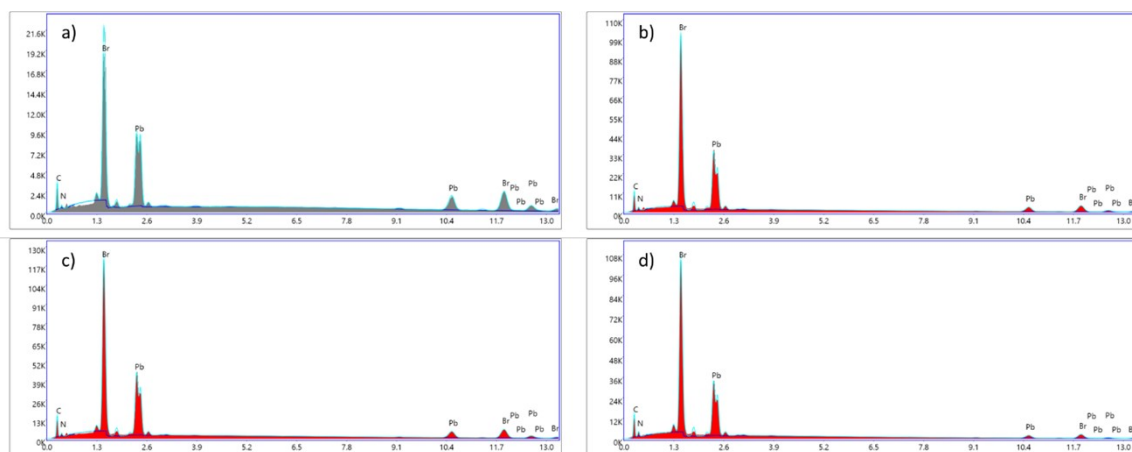 a)
21.6K
19.2K
16.8K
14.4K
12.0K
9.6K
7.2K
4.8K
2.4K
0.0K
C
N
Br
Pb
Pb
Br
Pb
Pb
Pb
Pb
Br
0.0 1.3 2.6 3.9 5.2 6.5 7.8 9.1 10.4 11.7 13.0
b)
110K
99K
88K
77K
66K
55K
44K
33K
22K
11K
0K
C
N
Br
Pb
Pb
Br
Pb
Pb
Pb
Pb
B
0.0 1.3 2.6 3.9 5.2 6.5 7.8 9.1 10.4 11.7 13.0
c)
130K
117K
104K
91K
78K
65K
52K
39K
26K
13K
0K
C
N
Br
Pb
Pb
Br
Pb
Pb
Pb
Pb
Br
0.0 1.3 2.6 3.9 5.2 6.5 7.8 9.1 10.4 11.7 13.0
d)
108K
96K
84K
72K
60K
48K
36K
24K
12K
0K
C
N
Br
Pb
Pb
Br
Pb
Pb
Pb
Pb
B
0.0 1.3 2.6 3.9 5.2 6.5 7.8 9.1 10.4 11.7 13.0